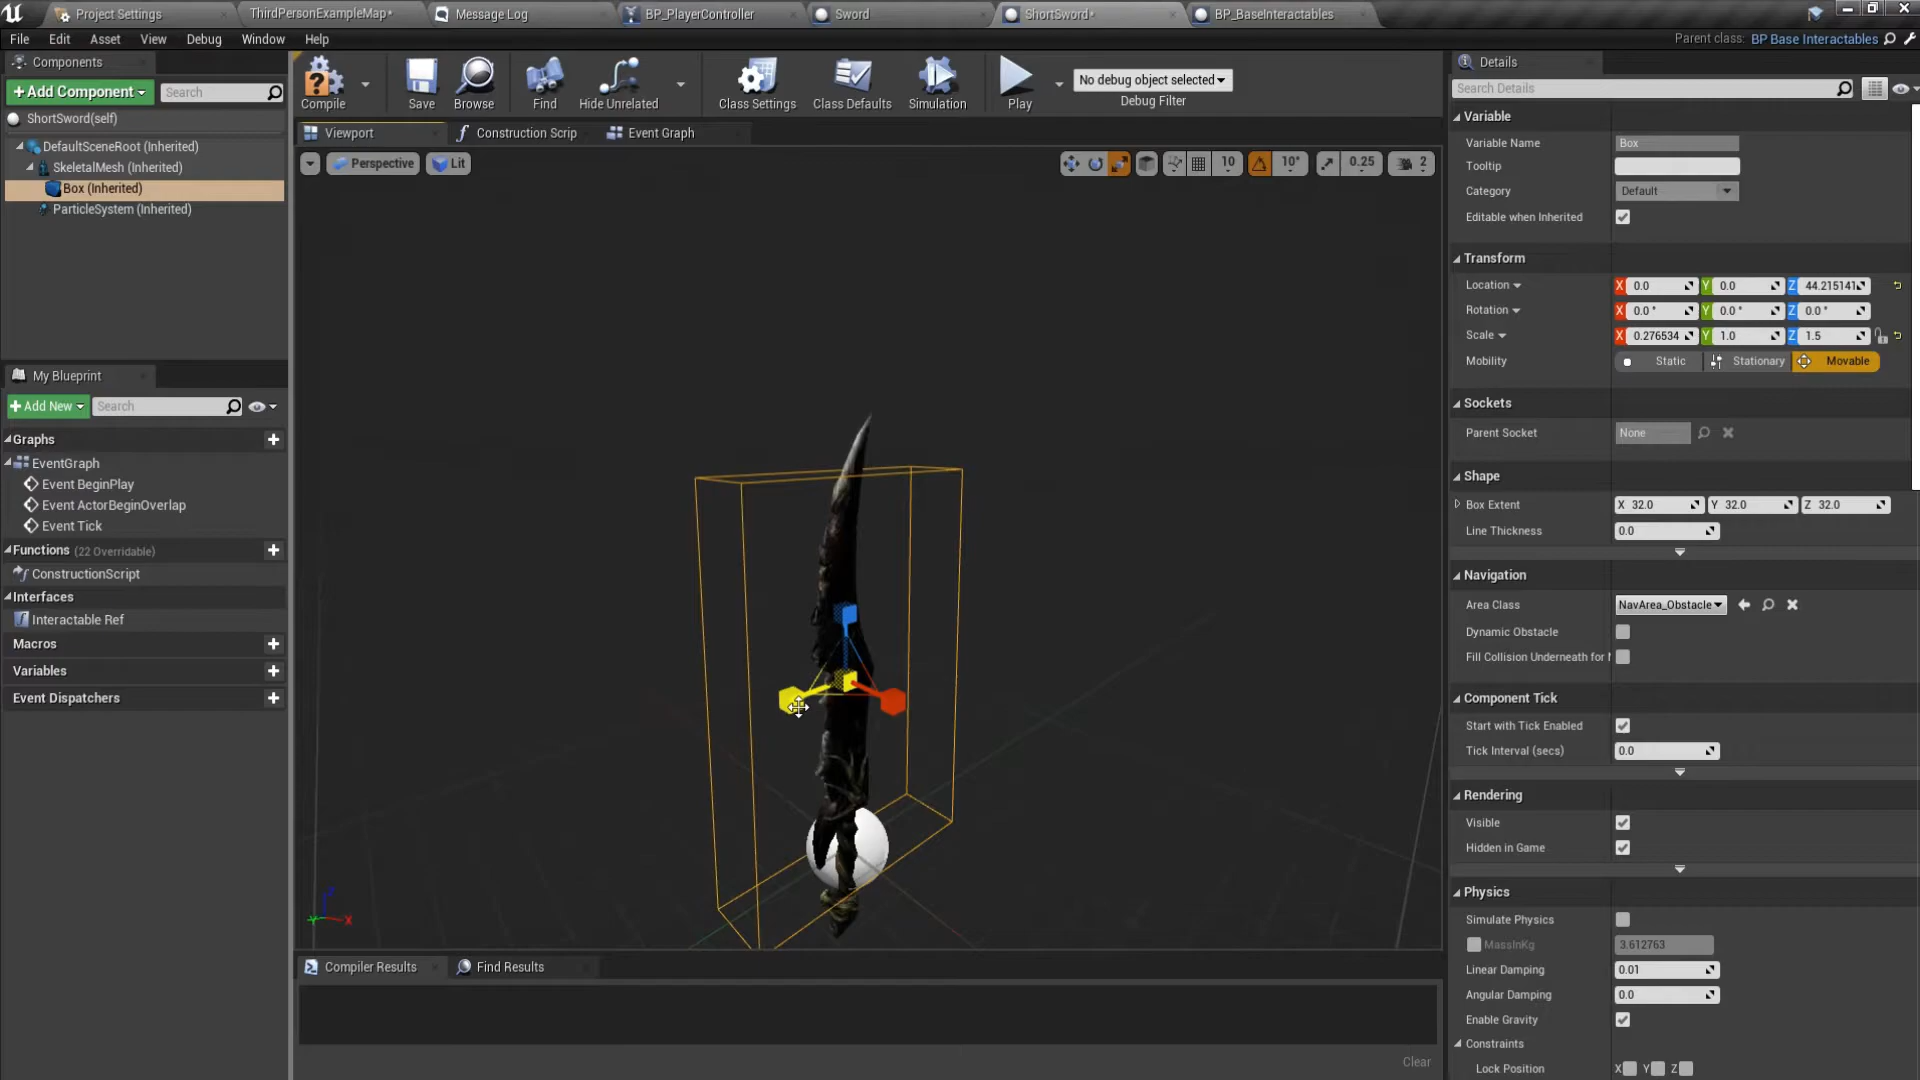 Project Settings
ThirdPersonExampleMap*
Message Log
BP_PlayerController
Sword
ShortSword*
BP_BaseInteractables
File Edit Asset View Debug Window Help
Parent class: BP Base Interactables
Components
+Add Component
Search
ShortSword(self)
DefaultSceneRoot (Inherited)
SkeletalMesh (Inherited)
Box (Inherited)
ParticleSystem (Inherited)
My Blueprint
+Add New
Search
Graphs
EventGraph
Event BeginPlay
Event ActorBeginOverlap
Event Tick
Functions (22 Overridable)
ConstructionScript
Interfaces
Interactable Ref
Macros
Variables
Event Dispatchers
Compile
Save
Browse
Find
Hide Unrelated
Class Settings
Class Defaults
Simulation
Play
No debug object selected
Debug Filter
Viewport
Construction Scrip
Event Graph
Perspective
Lit
10
10°
0.25
2
Z
Y
X
Compiler Results
Find Results
Clear
Details
Search Details
Variable
Variable Name Box
Tooltip
Category Default
Editable when Inherited
Transform
Location X 0.0 Y 0.0 Z 44.215141
Rotation X 0.0 ° Y 0.0 ° Z 0.0 °
Scale X 0.276534 Y 1.0 Z 1.5
Mobility Static Stationary Movable
Sockets
Parent Socket None
Shape
Box Extent X 32.0 Y 32.0 Z 32.0
Line Thickness 0.0
Navigation
Area Class NavArea_Obstacle
Dynamic Obstacle
Fill Collision Underneath for
Component Tick
Start with Tick Enabled
Tick Interval (secs) 0.0
Rendering
Visible
Hidden in Game
Physics
Simulate Physics
MassInKg 3.612763
Linear Damping 0.01
Angular Damping 0.0
Enable Gravity
Constraints
Lock Position X Y Z